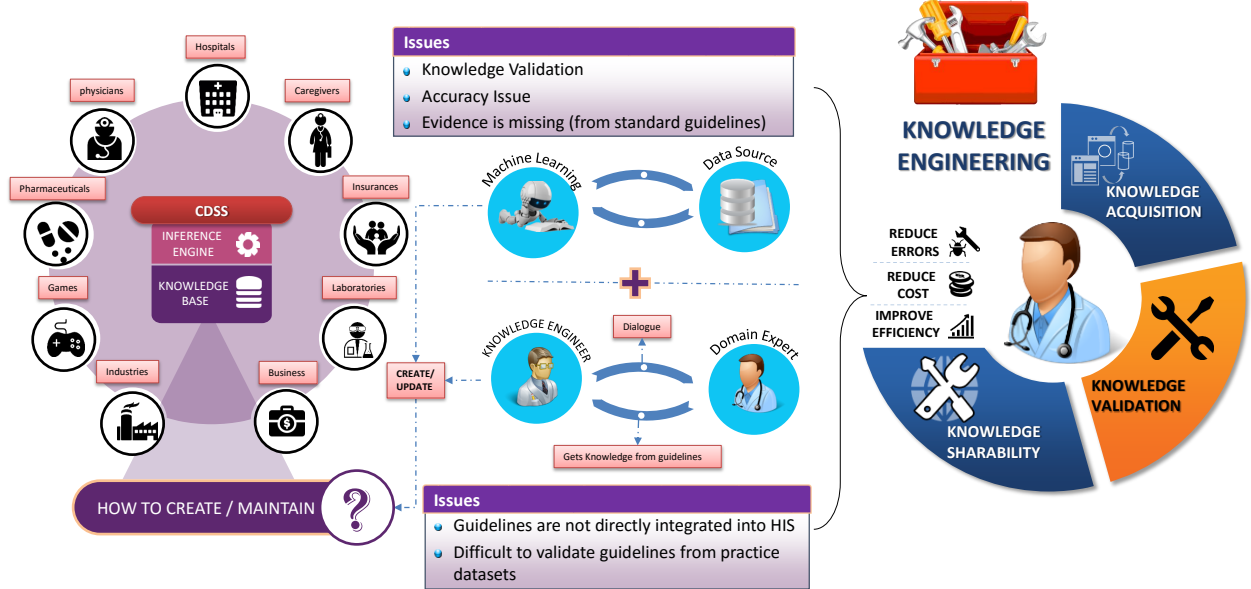 Hospitals
physicians
Caregivers
Pharmaceuticals
Insurances
CDSS
INFERENCE
ENGINE
KNOWLEDGE
BASE
Games
Laboratories
Industries
Business
HOW TO CREATE / MAINTAIN
?
Issues
Knowledge Validation
Accuracy Issue
Evidence is missing (from standard guidelines)
Machine Learning
Data Source
CREATE/
UPDATE
Dialogue
KNOWLEDGE ENGINEER
Domain Expert
Gets Knowledge from guidelines
Issues
Guidelines are not directly integrated into HIS
Difficult to validate guidelines from practice
datasets
KNOWLEDGE
ENGINEERING
REDUCE
ERRORS
REDUCE
COST
IMPROVE
EFFICIENCY
KNOWLEDGE
ACQUISITION
KNOWLEDGE
VALIDATION
KNOWLEDGE
SHARABILITY